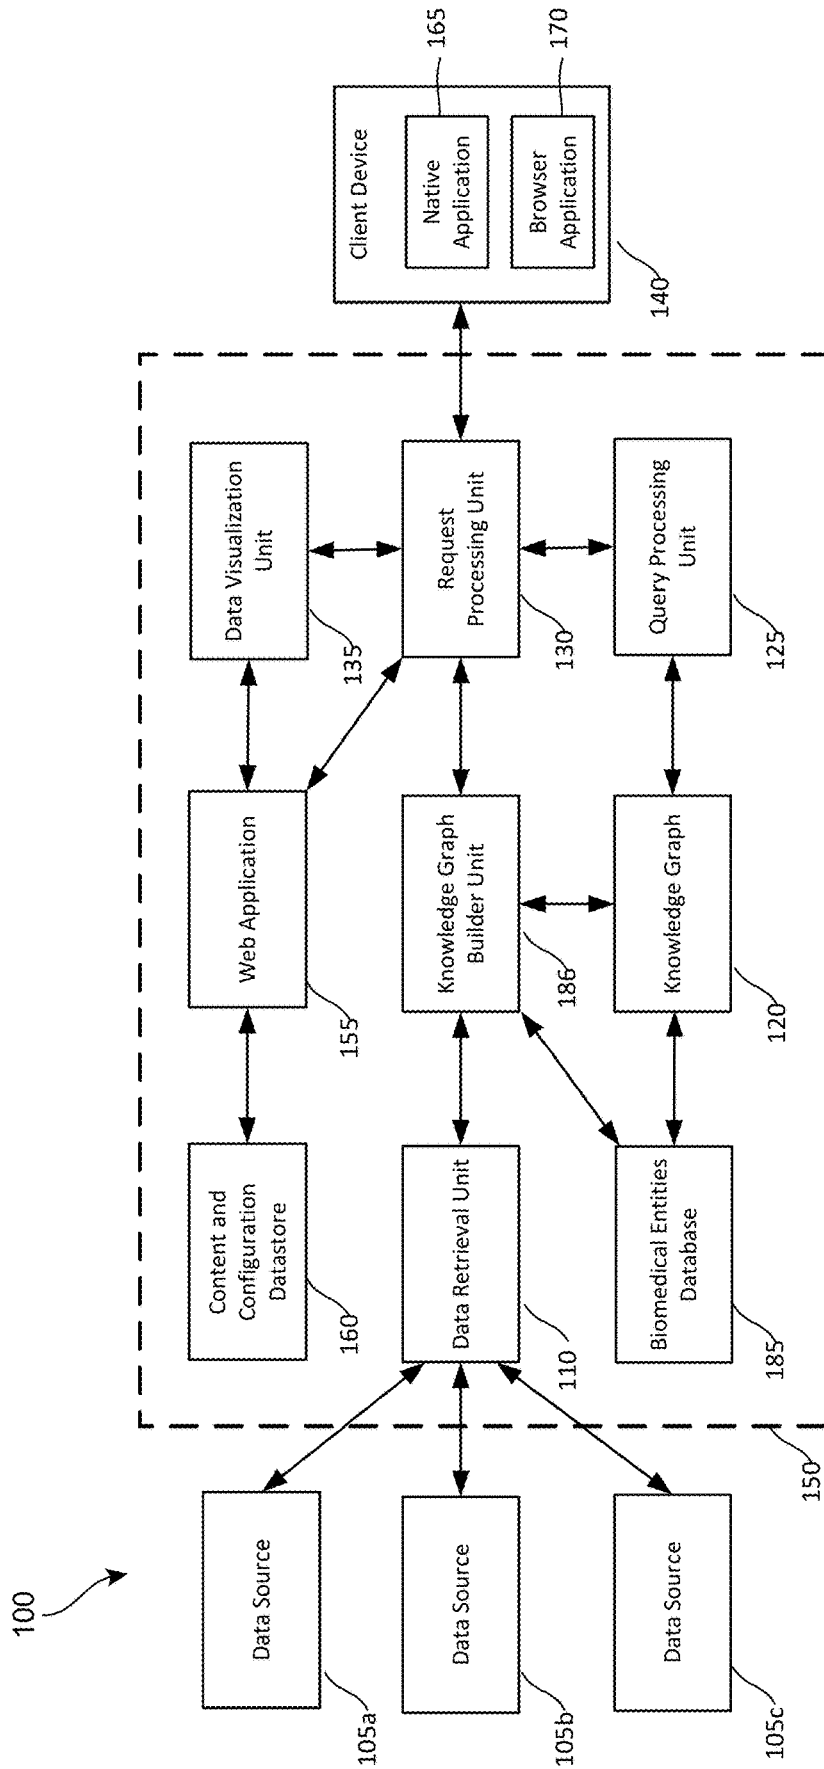 100
Data Source
105a
Data Source
105b
Data Source
105c
150
Content and
Configuration
Datastore
160
Web Application
155
Data Visualization
Unit
135
Data Retrieval Unit
110
Knowledge Graph
Builder Unit
186
Request
Processing Unit
130
Biomedical Entities
Database
185
Knowledge Graph
120
Query Processing
Unit
125
Client Device
Native
Application
165
Browser
Application
170
140